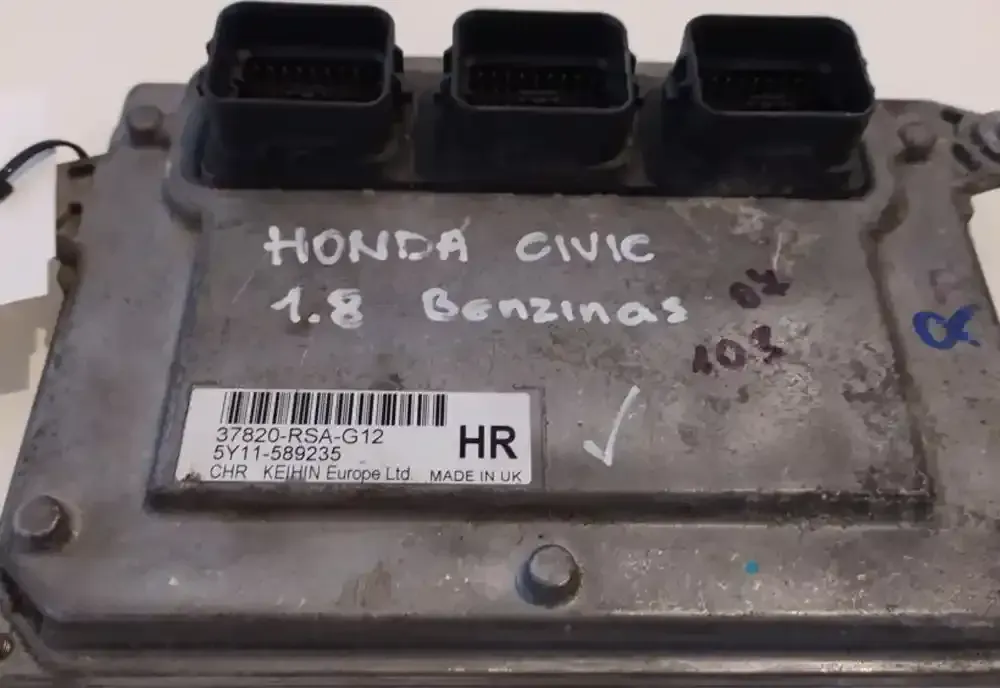 HONDA CIVIC
1.8 Benzinas
07
103
α
37820-RSA-G12
5Y11-589235
HR
CHR KEIHIN Europe Ltd. MADE IN UK